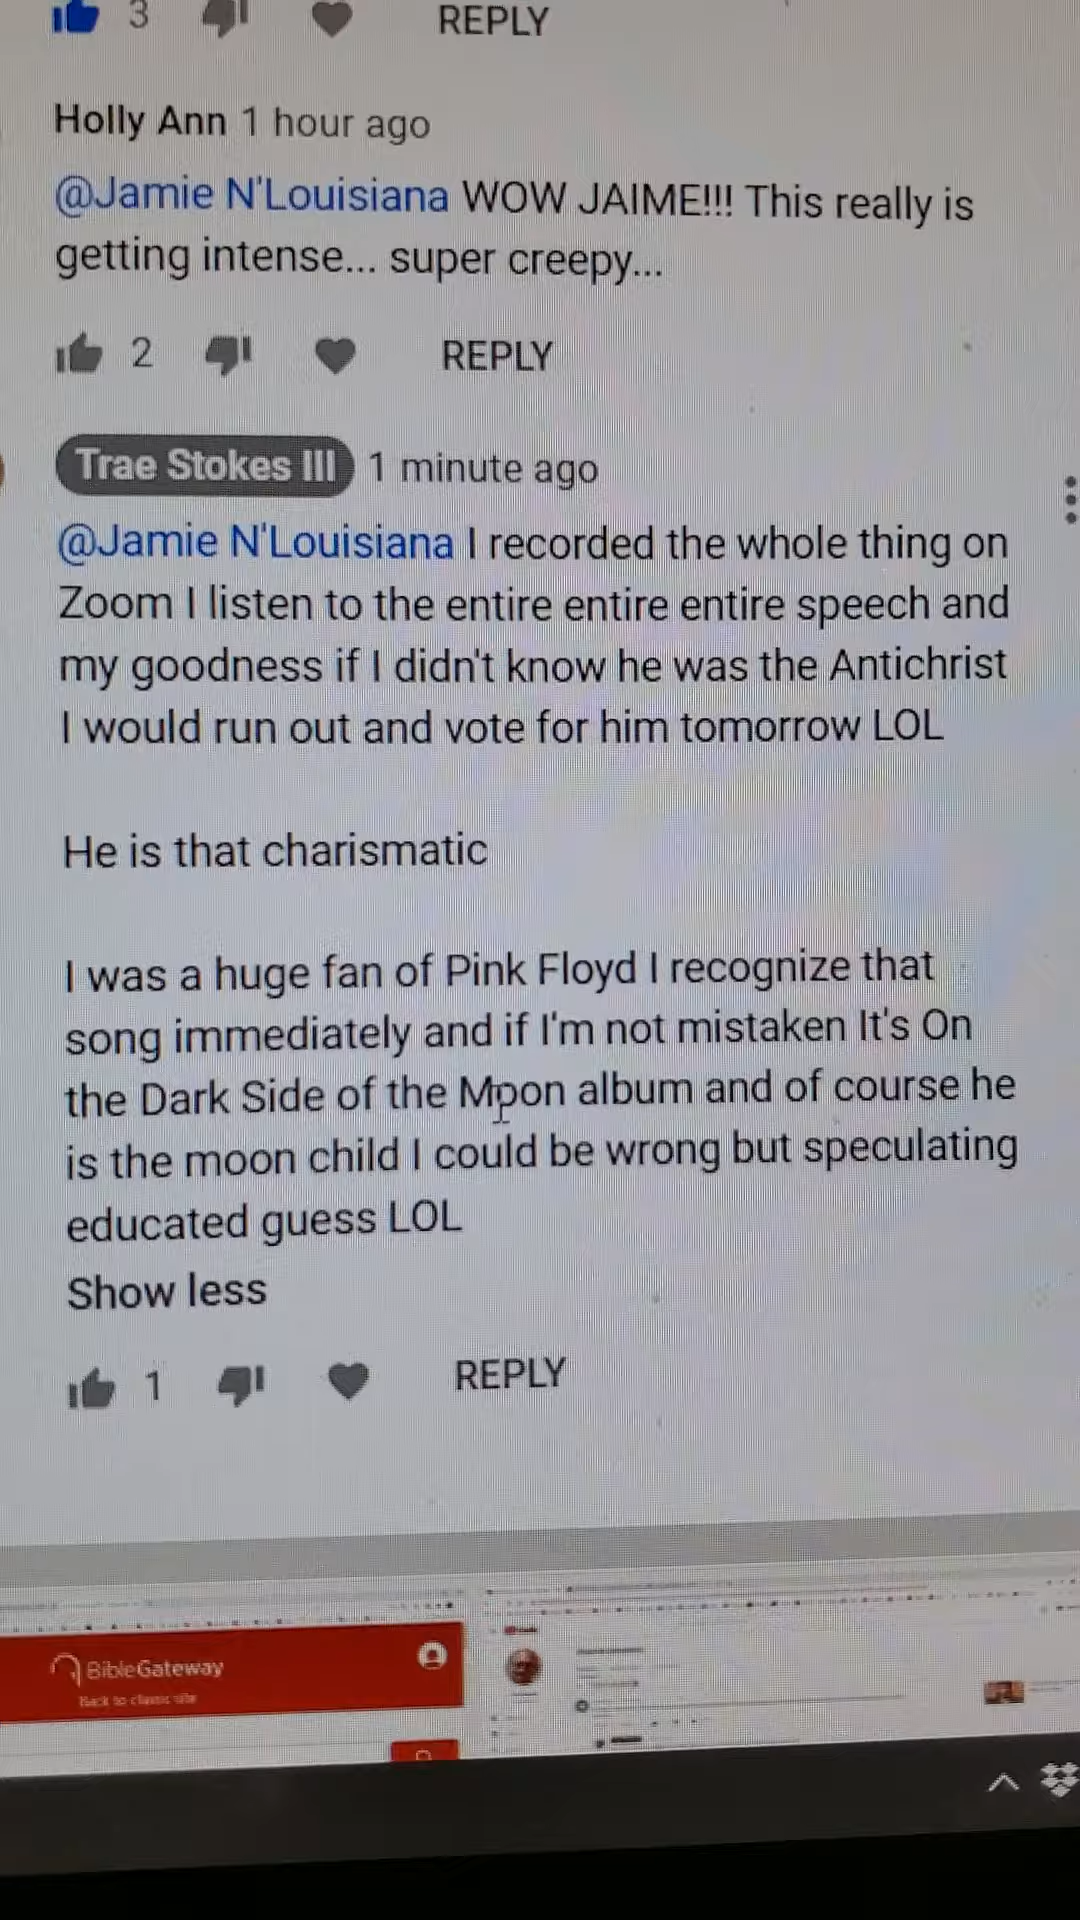 3 REPLY
Holly Ann 1 hour ago
@Jamie N'Louisiana WOW JAIME!!! This really is
getting intense... super creepy...
2 REPLY
Trae Stokes III 1 minute ago
@Jamie N'Louisiana I recorded the whole thing on
Zoom I listen to the entire entire entire speech and
my goodness if I didn't know he was the Antichrist
I would run out and vote for him tomorrow LOL
He is that charismatic
I was a huge fan of Pink Floyd I recognize that
song immediately and if I'm not mistaken It's On
the Dark Side of the Moon album and of course he
is the moon child I could be wrong but speculating
educated guess LOL
Show less
1 REPLY
BibleGateway
Back to classic site